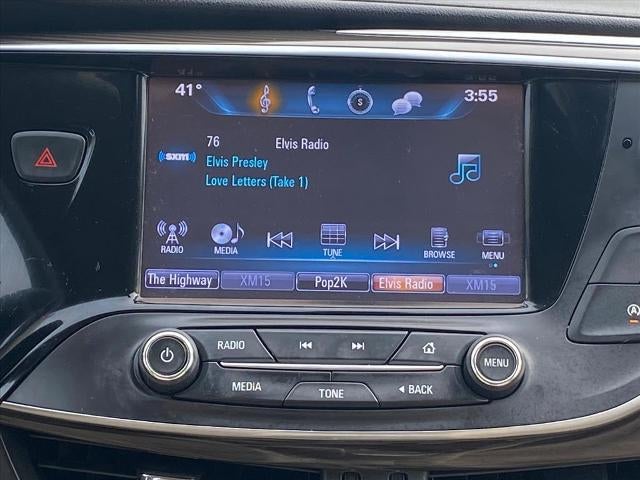 41° S 3:55
76 Elvis Radio
((SXM))
Elvis Presley
Love Letters (Take 1)
RADIO MEDIA TUNE BROWSE MENU
The Highway XM15 Pop2K Elvis Radio XM15
RADIO MENU
MEDIA TONE BACK